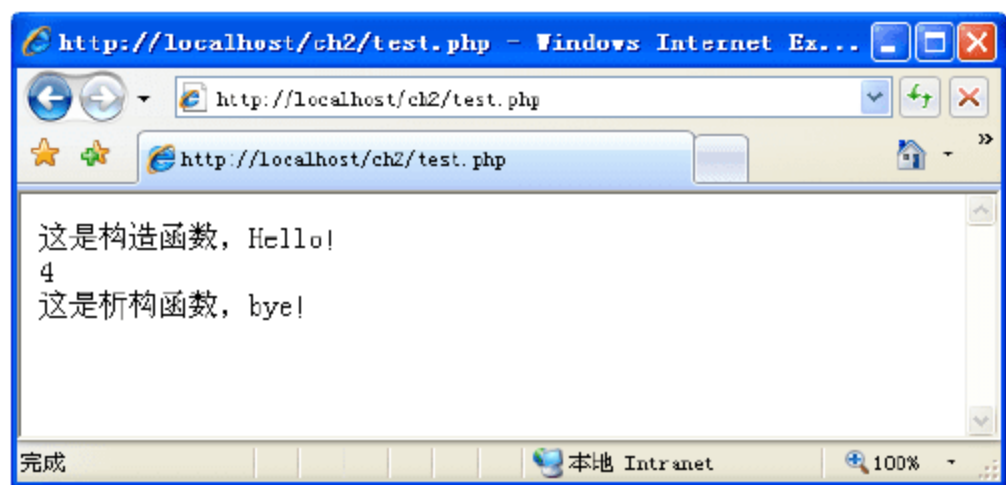 http://localhost/ch2/test.php - Windows Internet Ex...
http://localhost/ch2/test.php
http://localhost/ch2/test.php
»
这是构造函数，Hello!
4
这是析构函数，bye!
完成 本地 Intranet 100%